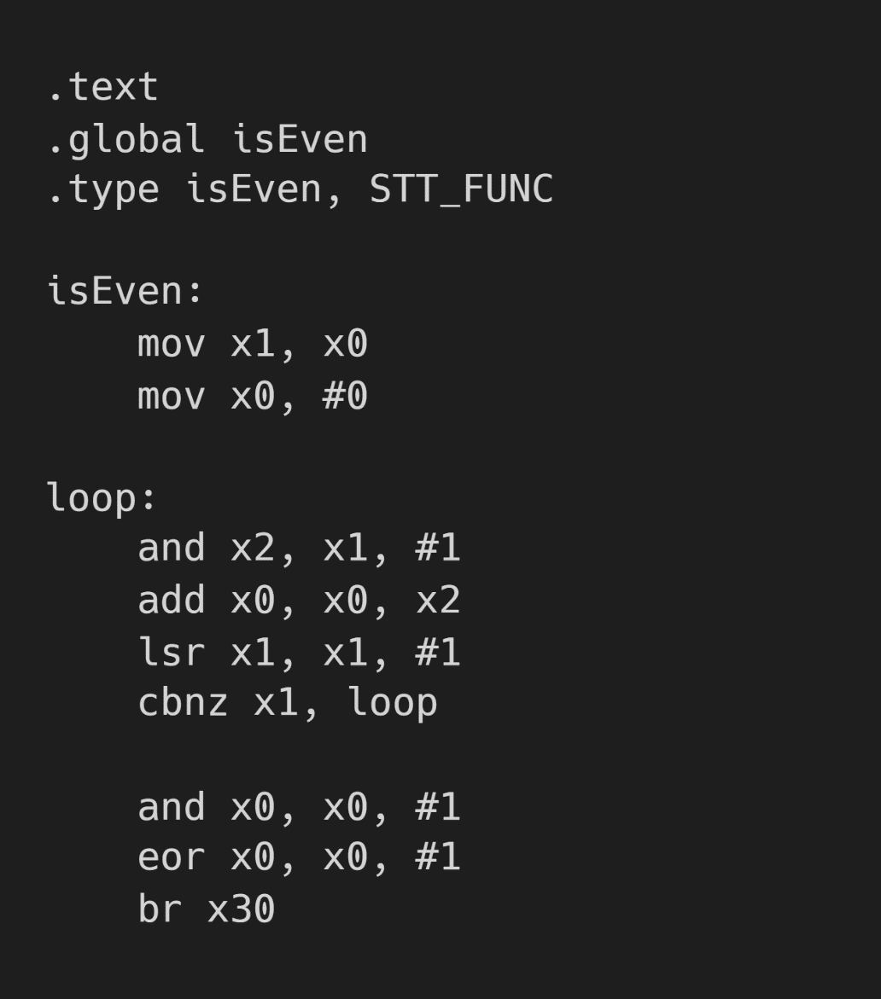 .text
.global isEven
.type isEven, STT_FUNC
isEven:
mov x1, x0
mov x0, #0
loop:
and x2, x1, #1
add x0, x0, x2
lsr x1, x1, #1
cbnz x1, loop
and x0, x0, #1
eor x0, x0, #1
br x30